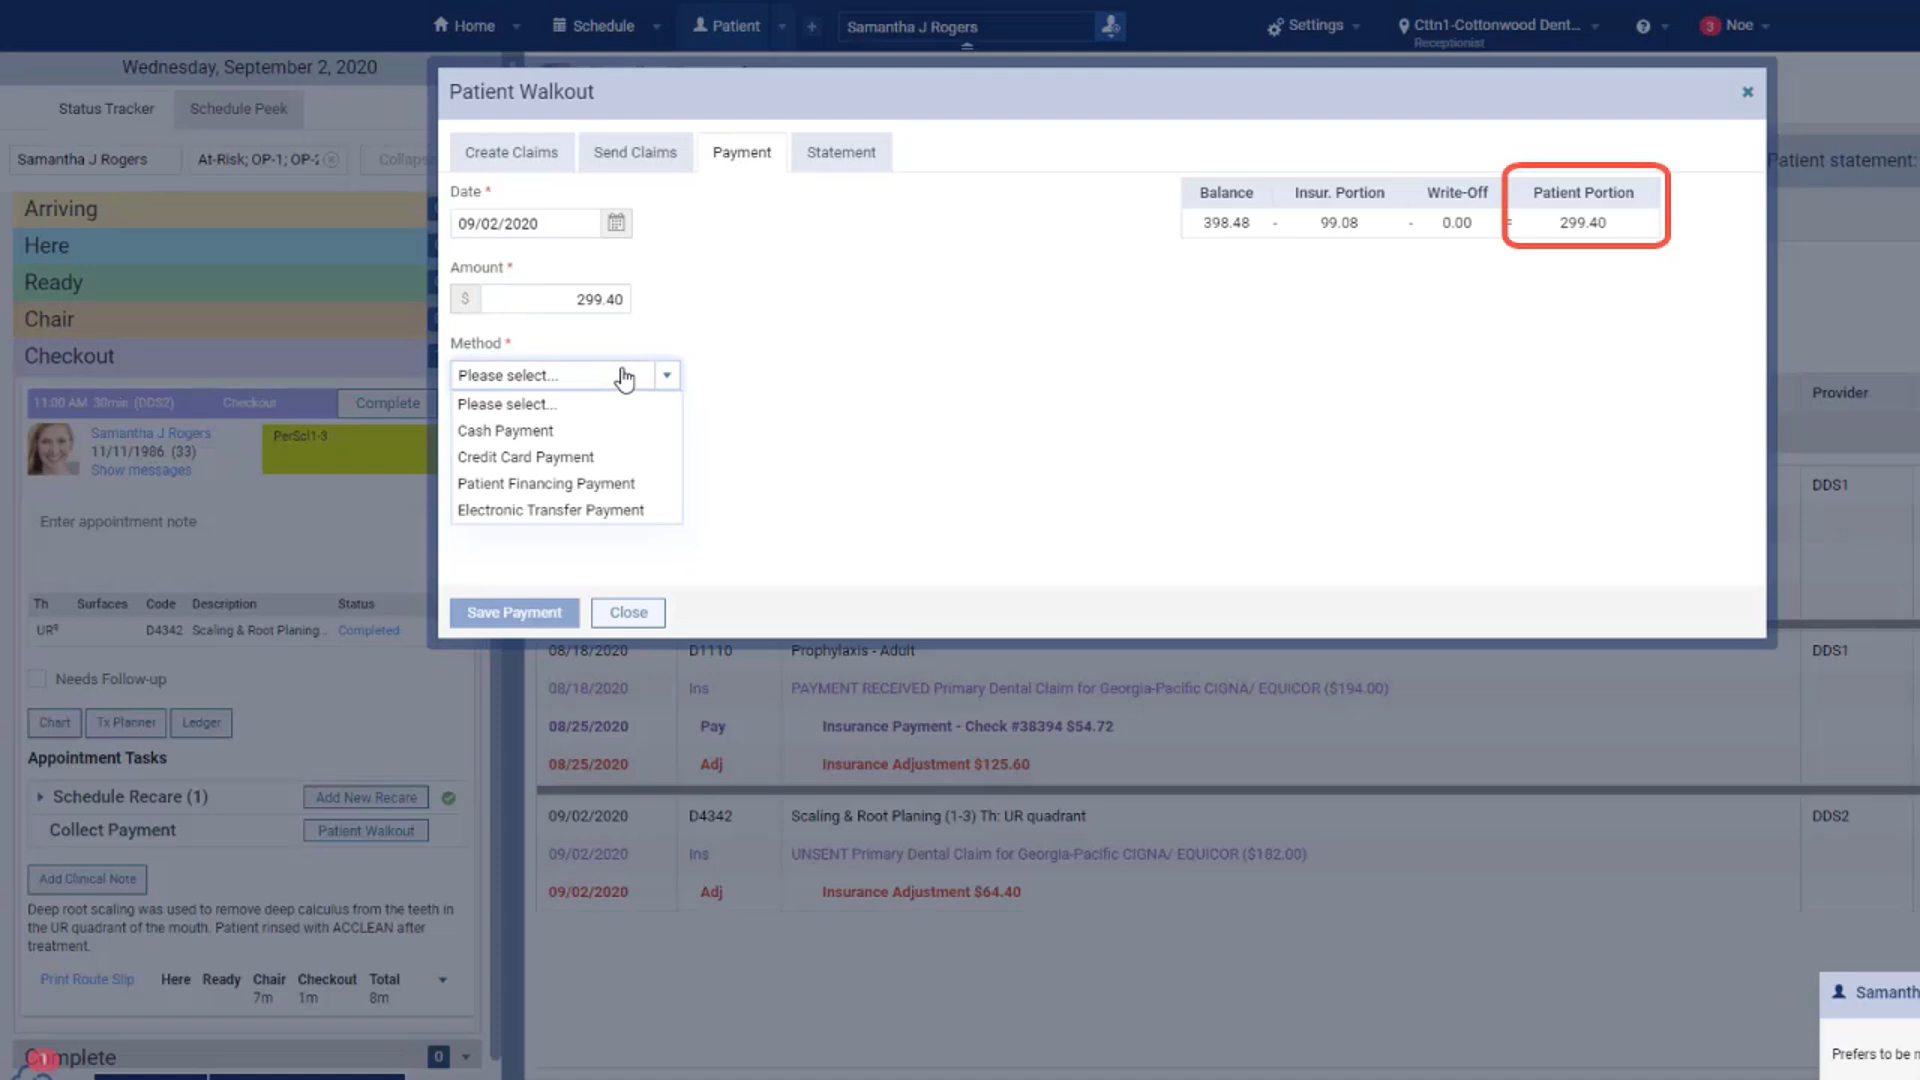 Home
Schedule
Patient
+
Samantha J Rogers
Settings
Cttn1-Cottonwood Dent...
Receptionist
?
3
Noe
Wednesday, September 2, 2020
Status Tracker
Schedule Peek
Samantha J Rogers
At-Risk; OP-1; OP-2
Arriving
Here
Ready
Chair
Checkout
11:00 AM 30min (DDS2)
Checkout
Complete
Samantha J Rogers
11/11/1986 (33)
Show messages
PerScl1-3
Enter appointment note
Th Surfaces Code Description Status
URq D4342 Scaling & Root Planing... Completed
Needs Follow-up
Chart
Tx Planner
Ledger
Appointment Tasks
Schedule Recare (1)
Add New Recare
Collect Payment
Patient Walkout
Add Clinical Note
Deep root scaling was used to remove deep calculus from the teeth in
the UR quadrant of the mouth. Patient rinsed with ACCLEAN after
treatment.
Print Route Slip
Here Ready Chair Checkout Total
7m 1m 8m
Complete
0
1
Patient Walkout
×
Create Claims
Send Claims
Payment
Statement
Date *
09/02/2020
Amount *
$ 299.40
Method *
Please select...
Please select...
Cash Payment
Credit Card Payment
Patient Financing Payment
Electronic Transfer Payment
Save Payment
Close
Balance Insur. Portion Write-Off Patient Portion
398.48 - 99.08 - 0.00 = 299.40
Patient statement:
Provider
DDS1
08/18/2020 D1110 Prophylaxis - Adult DDS1
08/18/2020 Ins PAYMENT RECEIVED Primary Dental Claim for Georgia-Pacific CIGNA/ EQUICOR ($194.00)
08/25/2020 Pay Insurance Payment - Check #38394 $54.72
08/25/2020 Adj Insurance Adjustment $125.60
09/02/2020 D4342 Scaling & Root Planing (1-3) Th: UR quadrant DDS2
09/02/2020 Ins UNSENT Primary Dental Claim for Georgia-Pacific CIGNA/ EQUICOR ($182.00)
09/02/2020 Adj Insurance Adjustment $64.40
Samanth
Prefers to be